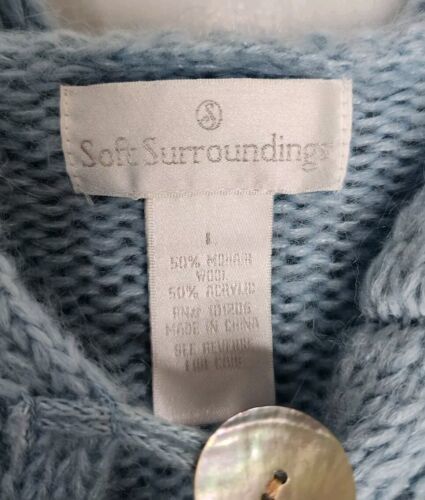 S
Soft Surroundings
L
50% MOHAIR
WOOL
50% ACRYLIC
RN# 101206
MADE IN CHINA
SEE REVERSE
FOR CARE